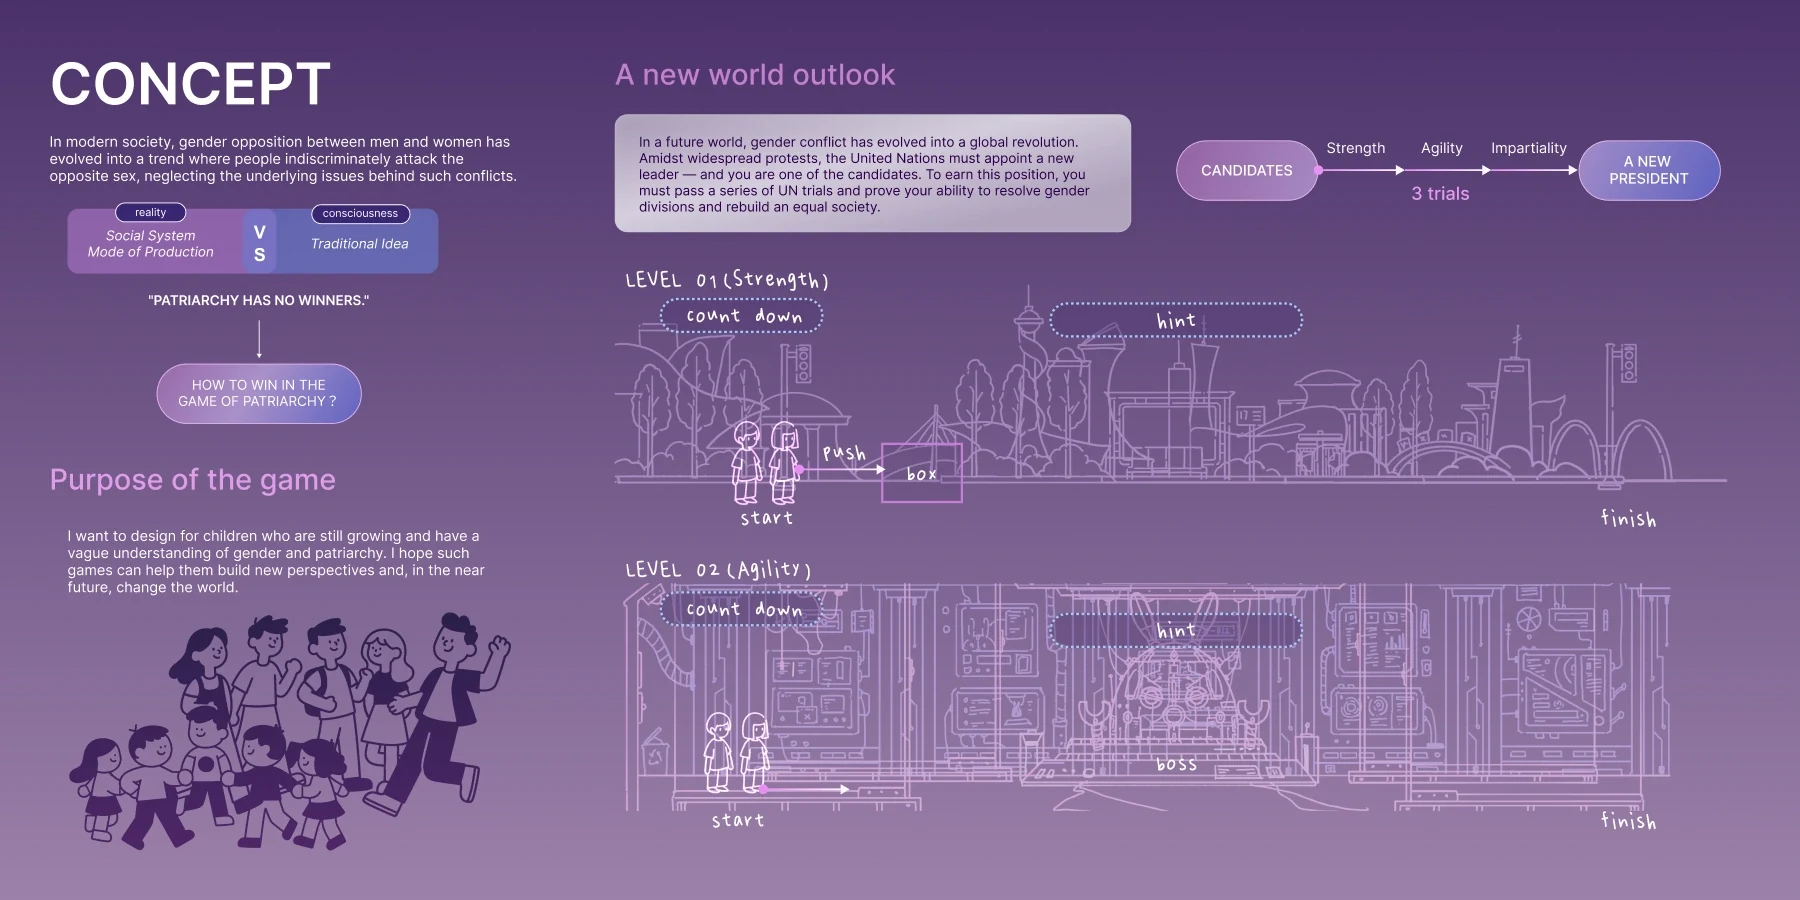 CONCEPT
In modern society, gender opposition between men and women has
evolved into a trend where people indiscriminately attack the
opposite sex, neglecting the underlying issues behind such conflicts.
reality
Social System
Mode of Production
V
S
consciousness
Traditional Idea
"PATRIARCHY HAS NO WINNERS."
HOW TO WIN IN THE
GAME OF PATRIARCHY ?
Purpose of the game
I want to design for children who are still growing and have a
vague understanding of gender and patriarchy. I hope such
games can help them build new perspectives and, in the near
future, change the world.
A new world outlook
In a future world, gender conflict has evolved into a global revolution.
Amidst widespread protests, the United Nations must appoint a new
leader — and you are one of the candidates. To earn this position, you
must pass a series of UN trials and prove your ability to resolve gender
divisions and rebuild an equal society.
CANDIDATES
Strength
Agility
Impartiality
3 trials
A NEW
PRESIDENT
LEVEL 01 (Strength)
count down
hint
push
box
start
finish
LEVEL 02 (Agility)
count down
hint
boss
start
finish